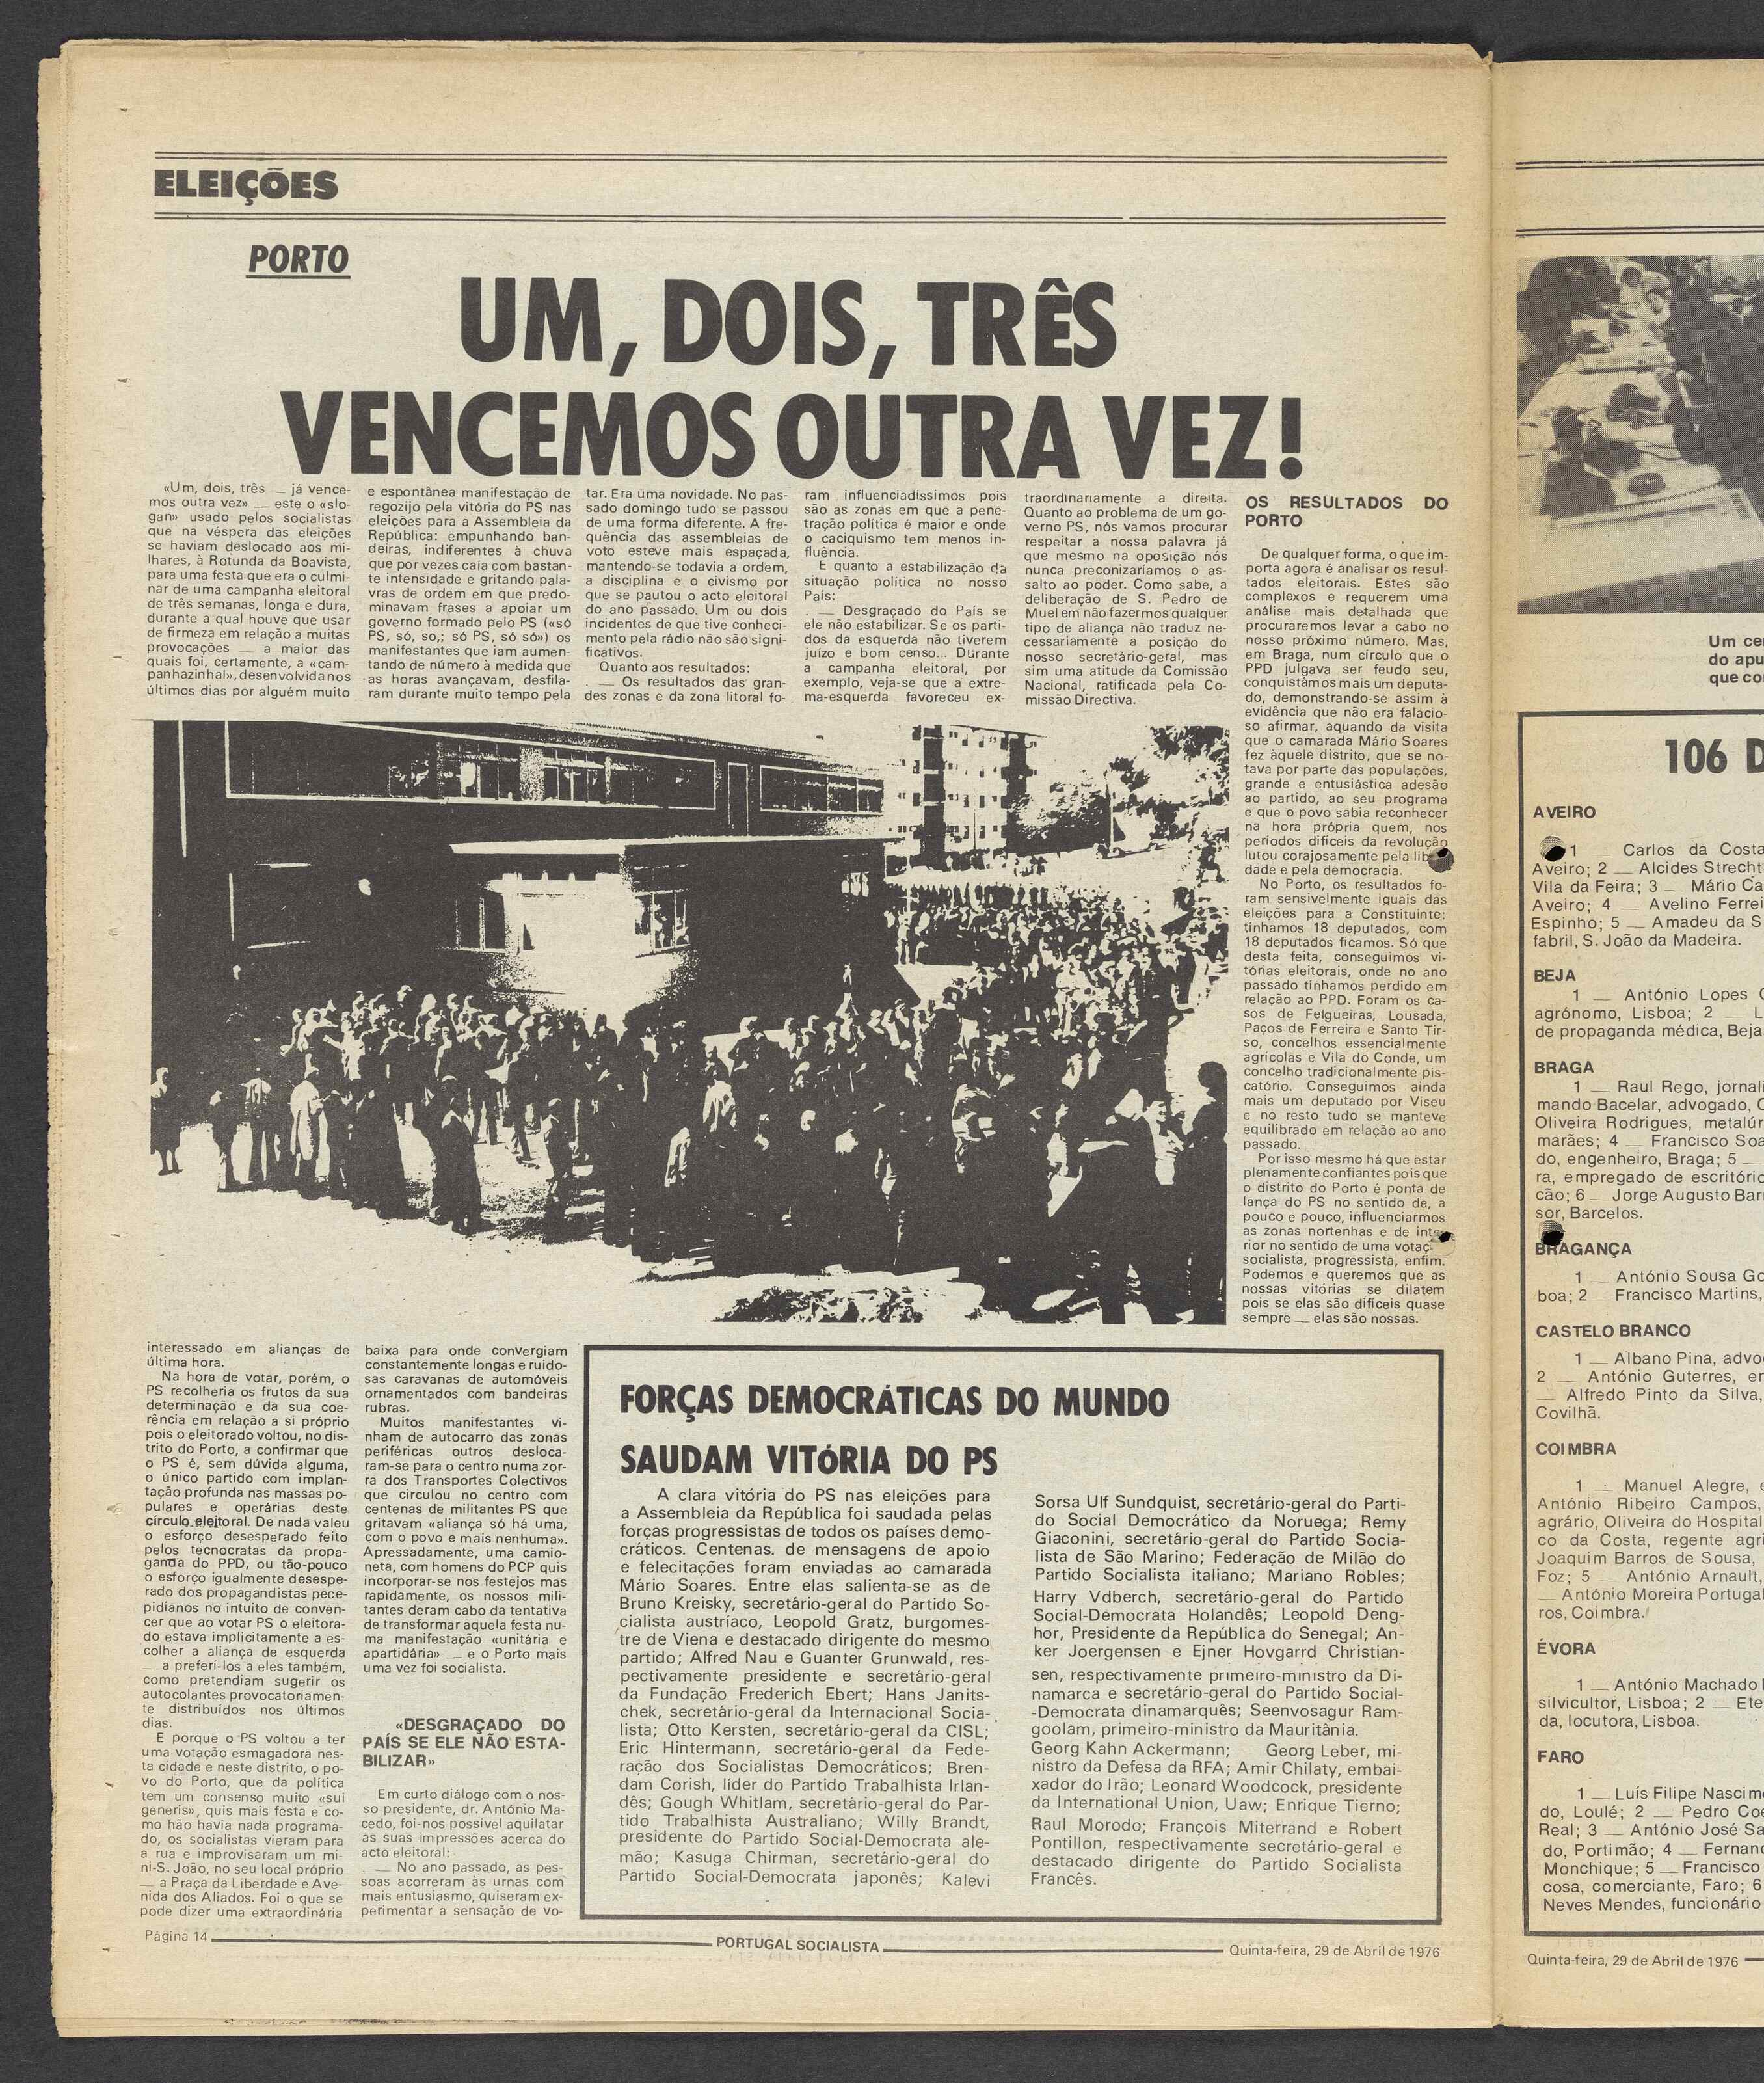 ELEIÇÕES
PORTO
UM, DOIS, TRÊS
VENCEMOS OUTRA VEZ!
«Um, dois, três — já vence-
mos outra vez» — este o «slo-
gan» usado pelos socialistas
que na véspera das eleições
se haviam deslocado aos mi-
lhares, à Rotunda da Boavista,
para uma festa que era o culmi-
nar de uma campanha eleitoral
de três semanas, longa e dura,
durante a qual houve que usar
de firmeza em relação a muitas
provocações — a maior das
quais foi, certamente, a «cam-
panhazinha», desenvolvida nos
últimos dias por alguém muito
interessado em alianças de
última hora.
Na hora de votar, porém, o
PS recolheria os frutos da sua
determinação e da sua coe-
rência em relação a si próprio
pois o eleitorado voltou, no dis-
trito do Porto, a confirmar que
o PS é, sem dúvida alguma,
o único partido com implan-
tação profunda nas massas po-
pulares e operárias deste
círculo eleitoral. De nada valeu
o esforço desesperado feito
pelos tecnocratas da propa-
ganda do PPD, ou tão-pouco
o esforço igualmente desespe-
rado dos propagandistas pece-
pidianos no intuito de conven-
cer que ao votar PS o eleitora-
do estava implicitamente a es-
colher a aliança de esquerda
— a preferi-los a eles também,
como pretendiam sugerir os
autocolantes provocatoriamen-
te distribuídos nos últimos
dias.
E porque o PS voltou a ter
uma votação esmagadora nes-
ta cidade e neste distrito, o po-
vo do Porto, que da política
tem um consenso muito «sui
generis», quis mais festa e co-
mo hão havia nada programa-
do, os socialistas vieram para
a rua e improvisaram um mi-
ni-S. João, no seu local próprio
— a Praça da Liberdade e Ave-
nida dos Aliados. Foi o que se
pode dizer uma extraordinária
e espontânea manifestação de
regozijo pela vitória do PS nas
eleições para a Assembleia da
República: empunhando ban-
deiras, indiferentes à chuva
que por vezes caía com bastan-
te intensidade e gritando pala-
vras de ordem em que predo-
minavam frases a apoiar um
governo formado pelo PS («só
PS, só, so,; só PS, só só») os
manifestantes que iam aumen-
tando de número à medida que
as horas avançavam, desfila-
ram durante muito tempo pela
baixa para onde convergiam
constantemente longas e ruido-
sas caravanas de automóveis
ornamentados com bandeiras
rubras.
Muitos manifestantes vi-
nham de autocarro das zonas
periféricas outros desloca-
ram-se para o centro numa zor-
ra dos Transportes Colectivos
que circulou no centro com
centenas de militantes PS que
gritavam «aliança só há uma,
com o povo e mais nenhuma».
Apressadamente, uma camio-
neta, com homens do PCP quis
incorporar-se nos festejos mas
rapidamente, os nossos mili-
tantes deram cabo da tentativa
de transformar aquela festa nu-
ma manifestação «unitária e
apartidária» — e o Porto mais
uma vez foi socialista.
«DESGRAÇADO DO
PAÍS SE ELE NÃO ESTA-
BILIZAR»
Em curto diálogo com o nos-
so presidente, dr. António Ma-
cedo, foi-nos possível aquilatar
as suas impressões acerca do
acto eleitoral:
— No ano passado, as pes-
soas acorreram às urnas com
mais entusiasmo, quiseram ex-
perimentar a sensação de vo-
tar. Era uma novidade. No pas-
sado domingo tudo se passou
de uma forma diferente. A fre-
quência das assembleias de
voto esteve mais espaçada,
mantendo-se todavia a ordem,
a disciplina e o civismo por
que se pautou o acto eleitoral
do ano passado. Um ou dois
incidentes de que tive conheci-
mento pela rádio não são signi-
ficativos.
Quanto aos resultados:
— Os resultados das gran-
des zonas e da zona litoral fo-
ram influenciadissimos pois
são as zonas em que a pene-
tração política é maior e onde
o caciquismo tem menos in-
fluência.
E quanto a estabilização da
situação política no nosso
País:
— Desgraçado do País se
ele não estabilizar. Se os parti-
dos da esquerda não tiverem
juizo e bom censo... Durante
a campanha eleitoral, por
exemplo, veja-se que a extre-
ma-esquerda favoreceu ex-
traordinariamente a direita.
Quanto ao problema de um go-
verno PS, nós vamos procurar
respeitar a nossa palavra já
que mesmo na oposição nós
nunca preconizaríamos o as-
salto ao poder. Como sabe, a
deliberação de S. Pedro de
Muel em não fazermos qualquer
tipo de aliança não traduz ne-
cessariamente a posição do
nosso secretário-geral, mas
sim uma atitude da Comissão
Nacional, ratificada pela Co-
missão Directiva.
OS RESULTADOS DO
PORTO
De qualquer forma, o que im-
porta agora é analisar os resul-
tados eleitorais. Estes são
complexos e requerem uma
análise mais detalhada que
procuraremos levar a cabo no
nosso próximo número. Mas,
em Braga, num círculo que o
PPD julgava ser feudo seu,
conquistámos mais um deputa-
do, demonstrando-se assim à
evidência que não era falacio-
so afirmar, aquando da visita
que o camarada Mário Soares
fez àquele distrito, que se no-
tava por parte das populações,
grande e entusiástica adesão
ao partido, ao seu programa
e que o povo sabia reconhecer
na hora própria quem, nos
períodos difíceis da revolução
lutou corajosamente pela lib
dade e pela democracia.
No Porto, os resultados fo-
ram sensivelmente iguais das
eleições para a Constituinte:
tinhamos 18 deputados, com
18 deputados ficamos. Só que
desta feita, conseguimos vi-
tórias eleitorais, onde no ano
passado tinhamos perdido em
relação ao PPD. Foram os ca-
sos de Felgueiras, Lousada,
Paços de Ferreira e Santo Tir-
so, concelhos essencialmente
agrícolas e Vila do Conde, um
concelho tradicionalmente pis-
catório. Conseguimos ainda
mais um deputado por Viseu
e no resto tudo se manteve
equilibrado em relação ao ano
passado.
Por isso mesmo há que estar
plenamente confiantes pois que
o distrito do Porto é ponta de
lança do PS no sentido de, a
pouco e pouco, influenciarmos
as zonas nortenhas e de inte
rior no sentido de uma votaç
socialista, progressista, enfim.
Podemos e queremos que as
nossas vitórias se dilatem
pois se elas são difíceis quase
sempre — elas são nossas.
FORÇAS DEMOCRÁTICAS DO MUNDO
SAUDAM VITÓRIA DO PS
A clara vitória do PS nas eleições para
a Assembleia da República foi saudada pelas
forças progressistas de todos os países demo-
cráticos. Centenas. de mensagens de apoio
e felecitações foram enviadas ao camarada
Mário Soares. Entre elas salienta-se as de
Bruno Kreisky, secretário-geral do Partido So-
cialista austríaco, Leopold Gratz, burgomes-
tre de Viena e destacado dirigente do mesmo
partido; Alfred Nau e Guanter Grunwald, res-
pectivamente presidente e secretário-geral
da Fundação Frederich Ebert; Hans Janits-
chek, secretário-geral da Internacional Socia-
lista; Otto Kersten, secretário-geral da CISL;
Eric Hintermann, secretário-geral da Fede-
ração dos Socialistas Democráticos; Bren-
dam Corish, líder do Partido Trabalhista Irlan-
dês; Gough Whitlam, secretário-geral do Par-
tido Trabalhista Australiano; Willy Brandt,
presidente do Partido Social-Democrata ale-
mão; Kasuga Chirman, secretário-geral do
Partido Social-Democrata japonês; Kalevi
Sorsa Ulf Sundquist, secretário-geral do Parti-
do Social Democrático da Noruega; Remy
Giaconini, secretário-geral do Partido Socia-
lista de São Marino; Federação de Milão do
Partido Socialista italiano; Mariano Robles;
Harry Vdberch, secretário-geral do Partido
Social-Democrata Holandês; Leopold Deng-
hor, Presidente da República do Senegal; An-
ker Joergensen e Ejner Hovgarrd Christian-
sen, respectivamente primeiro-ministro da Di-
namarca e secretário-geral do Partido Social-
-Democrata dinamarquês; Seenvosagur Ram-
goolam, primeiro-ministro da Mauritânia.
Georg Kahn Ackermann; Georg Leber, mi-
nistro da Defesa da RFA; Amir Chilaty, embai-
xador do Irão; Leonard Woodcock, presidente
da International Union, Uaw; Enrique Tierno;
Raul Morodo; François Miterrand e Robert
Pontillon, respectivamente secretário-geral e
destacado dirigente do Partido Socialista
Francês.
Página 14
PORTUGAL SOCIALISTA
Quinta-feira, 29 de Abril de 1976
Um cer
do apu
que co
106 D
AVEIRO
1 — Carlos da Costa
Aveiro; 2 — Alcides Strecht
Vila da Feira; 3 — Mário Ca
Aveiro; 4 — Avelino Ferrei
Espinho; 5 — Amadeu da S
fabril, S. João da Madeira.
BEJA
1 — António Lopes C
agrónomo, Lisboa; 2 — L
de propaganda médica, Beja
BRAGA
1 — Raul Rego, jornali
mando Bacelar, advogado, C
Oliveira Rodrigues, metalúr
marães; 4 — Francisco Soa
do, engenheiro, Braga; 5 —
ra, empregado de escritório
cão; 6 — Jorge Augusto Bar
sor, Barcelos.
BRAGANÇA
1 — António Sousa Go
boa; 2 — Francisco Martins,
CASTELO BRANCO
1 — Albano Pina, advo
2 — António Guterres, en
— Alfredo Pinto da Silva,
Covilhã.
COIMBRA
1 — Manuel Alegre, e
António Ribeiro Campos,
agrário, Oliveira do Hospital
co da Costa, regente agri
Joaquim Barros de Sousa,
Foz; 5 — António Arnault,
— António Moreira Portugal
ros, Coimbra.
ÉVORA
1 — António Machado
silvicultor, Lisboa; 2 — Ete
da, locutora, Lisboa.
FARO
1 — Luís Filipe Nascime
do, Loulé; 2 — Pedro Coe
Real; 3 — António José Sa
do, Portimão; 4 — Fernand
Monchique; 5 — Francisco
cosa, comerciante, Faro; 6
Neves Mendes, funcionário
Quinta-feira, 29 de Abril de 1976